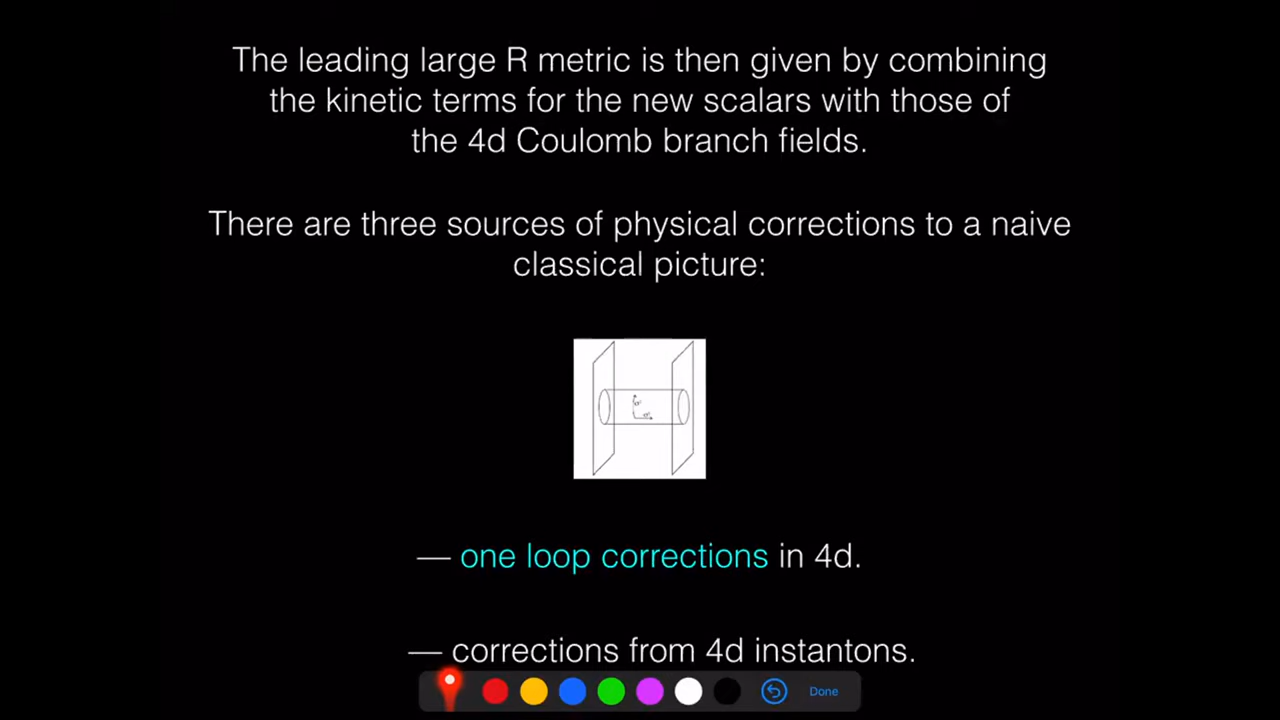 The leading large R metric is then given by combining
the kinetic terms for the new scalars with those of
the 4d Coulomb branch fields.
There are three sources of physical corrections to a naive
classical picture:
— one loop corrections in 4d.
— corrections from 4d instantons.
Done